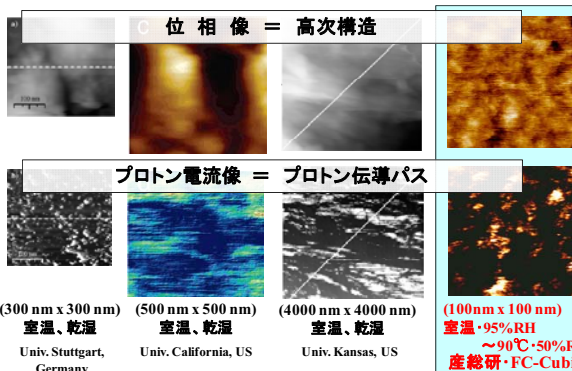 a)
C
位 相 像 ＝ 高次構造
プロトン電流像 ＝ プロトン伝導パス
(300 nm x 300 nm)
室温、乾湿
Univ. Stuttgart,
Germany
(500 nm x 500 nm)
室温、乾湿
Univ. California, US
(4000 nm x 4000 nm)
室温、乾湿
Univ. Kansas, US
(100nm x 100 nm)
室温・95%RH
～90℃・50%R
産総研・FC-Cub